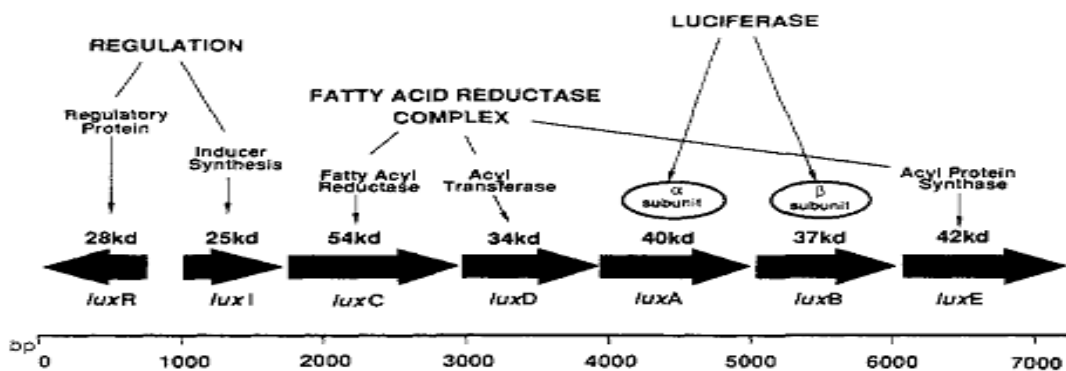 LUCIFERASE
REGULATION
FATTY ACID REDUCTASE
COMPLEX
Regulatory
Protein
Inducer
Synthesis
Fatty Acyl
Reductase
Acyl
Transferase
α
subunit
β
subunit
Acyl Protein
Synthase
28kd 25kd 54kd 34kd 40kd 37kd 42kd
luxR luxI luxC luxD luxA luxB luxE
bp
0 1000 2000 3000 4000 5000 6000 7000